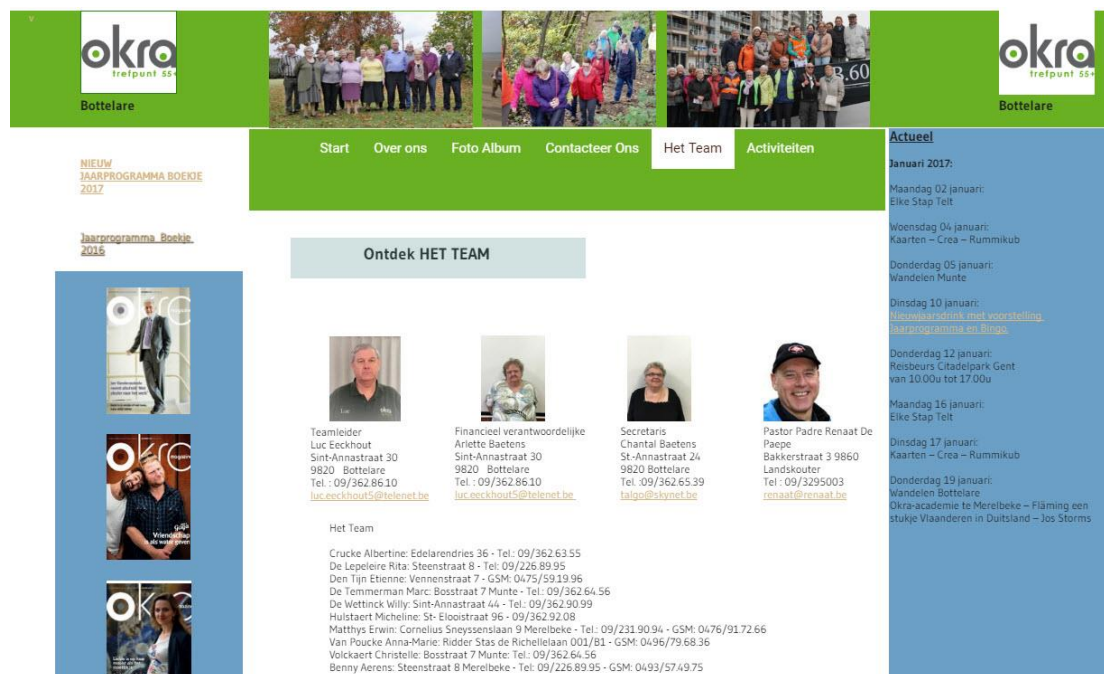 v
okra
trefpunt 55+
Bottelare
B.60
okra
trefpunt 55+
Bottelare
NIEUW
JAARPROGRAMMA BOEKJE
2017
Jaarprogramma Boekje
2016
okra
okra
magazine
Vriendschap
is als water geven
okra
Start
Over ons
Foto Album
Contacteer Ons
Het Team
Activiteiten
Ontdek HET TEAM
Luc
Teamleider
Luc Eeckhout
Sint-Annastraat 30
9820 Bottelare
Tel. : 09/362.86.10
luc.eeckhout5@telenet.be
Financieel verantwoordelijke
Arlette Baetens
Sint-Annastraat 30
9820 Bottelare
Tel. : 09/362.86.10
luc.eeckhout5@telenet.be
Secretaris
Chantal Baetens
St.-Annastraat 24
9820 Bottelare
Tel. :09/362.65.39
talgo@skynet.be
Pastor Padre Renaat De
Paepe
Bakkerstraat 3 9860
Landskouter
Tel : 09/3295003
renaat@renaat.be
Het Team
Crucke Albertine: Edelarendries 36 - Tel.: 09/362.63.55
De Lepeleire Rita: Steenstraat 8 - Tel: 09/226.89.95
Den Tijn Etienne: Vennenstraat 7 - GSM: 0475/59.19.96
De Temmerman Marc: Bosstraat 7 Munte - Tel.: 09/362.64.56
De Wettinck Willy: Sint-Annastraat 44 - Tel.: 09/362.90.99
Hulstaert Micheline: St- Elooistraat 96 - 09/362.92.08
Matthys Erwin: Cornelius Sneyssenslaan 9 Merelbeke - Tel.: 09/231.90.94 - GSM: 0476/91.72.66
Van Poucke Anna-Marie: Ridder Stas de Richellelaan 001/B1 - GSM: 0496/79.68.36
Volckaert Christelle: Bosstraat 7 Munte: Tel.: 09/362.64.56
Benny Aerens: Steenstraat 8 Merelbeke - Tel: 09/226.89.95 - GSM: 0493/57.49.75
Actueel
Januari 2017:
Maandag 02 januari:
Elke Stap Telt
Woensdag 04 januari:
Kaarten – Crea – Rummikub
Donderdag 05 januari:
Wandelen Munte
Dinsdag 10 januari:
Nieuwjaarsdrink met voorstelling
Jaarprogramma en Bingo.
Donderdag 12 januari:
Reisbeurs Citadelpark Gent
van 10.00u tot 17.00u
Maandag 16 januari:
Elke Stap Telt
Dinsdag 17 januari:
Kaarten – Crea – Rummikub
Donderdag 19 januari:
Wandelen Bottelare
Okra-academie te Merelbeke – Fläming een
stukje Vlaanderen in Duitsland – Jos Storms